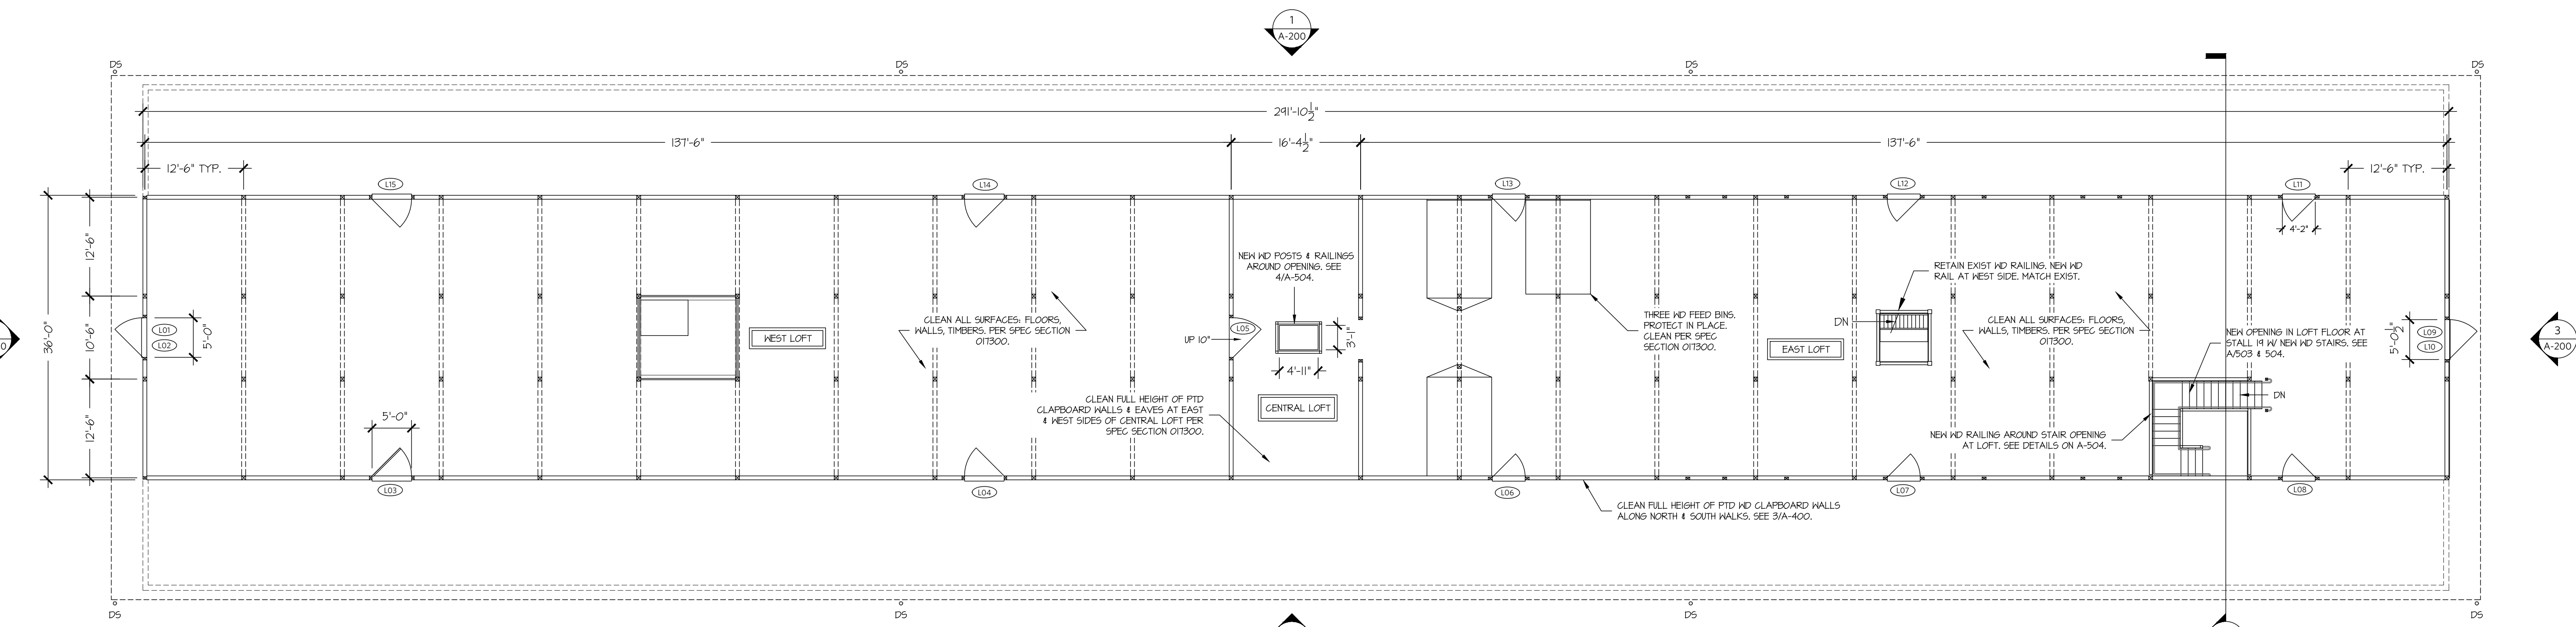 1
A-200
DS
DS
DS
DS
291'-10 1/2"
137'-6"
16'-4 1/2"
137'-6"
12'-6" TYP.
12'-6" TYP.
L15
L14
L13
L12
L11
4'-2"
36'-0"
12'-6"
10'-6"
12'-6"
NEW WD POSTS & RAILINGS
AROUND OPENING. SEE
4/A-504.
RETAIN EXIST WD RAILING. NEW WD
RAIL AT WEST SIDE. MATCH EXIST.
0
L01
L02
5'-0"
WEST LOFT
CLEAN ALL SURFACES: FLOORS,
WALLS, TIMBERS. PER SPEC SECTION
017300.
UP 10"
L05
3'-1"
4'-11"
THREE WD FEED BINS.
PROTECT IN PLACE.
CLEAN PER SPEC
SECTION 017300.
EAST LOFT
DN
CLEAN ALL SURFACES: FLOORS,
WALLS, TIMBERS. PER SPEC SECTION
017300.
NEW OPENING IN LOFT FLOOR AT
STALL 19 W/ NEW WD STAIRS. SEE
A/503 & 504.
5'-0 1/2"
L09
L10
3
A-200
CLEAN FULL HEIGHT OF PTD
CLAPBOARD WALLS & EAVES AT EAST
& WEST SIDES OF CENTRAL LOFT PER
SPEC SECTION 017300.
CENTRAL LOFT
DN
5'-0"
NEW WD RAILING AROUND STAIR OPENING
AT LOFT. SEE DETAILS ON A-504.
L03
L04
L06
L07
L08
CLEAN FULL HEIGHT OF PTD WD CLAPBOARD WALLS
ALONG NORTH & SOUTH WALKS. SEE 3/A-400.
DS
DS
DS
DS